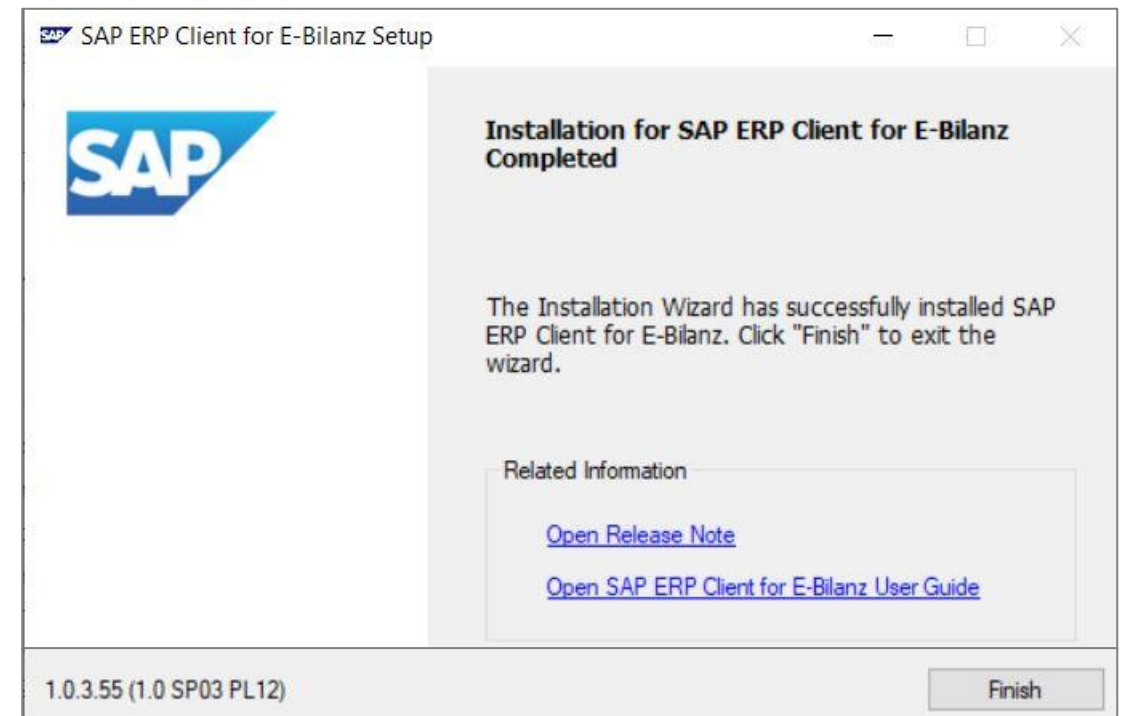 SAP SAP ERP Client for E-Bilanz Setup
SAP
Installation for SAP ERP Client for E-Bilanz
Completed
The Installation Wizard has successfully installed SAP
ERP Client for E-Bilanz. Click "Finish" to exit the
wizard.
Related Information
Open Release Note
Open SAP ERP Client for E-Bilanz User Guide
1.0.3.55 (1.0 SP03 PL12)
Finish